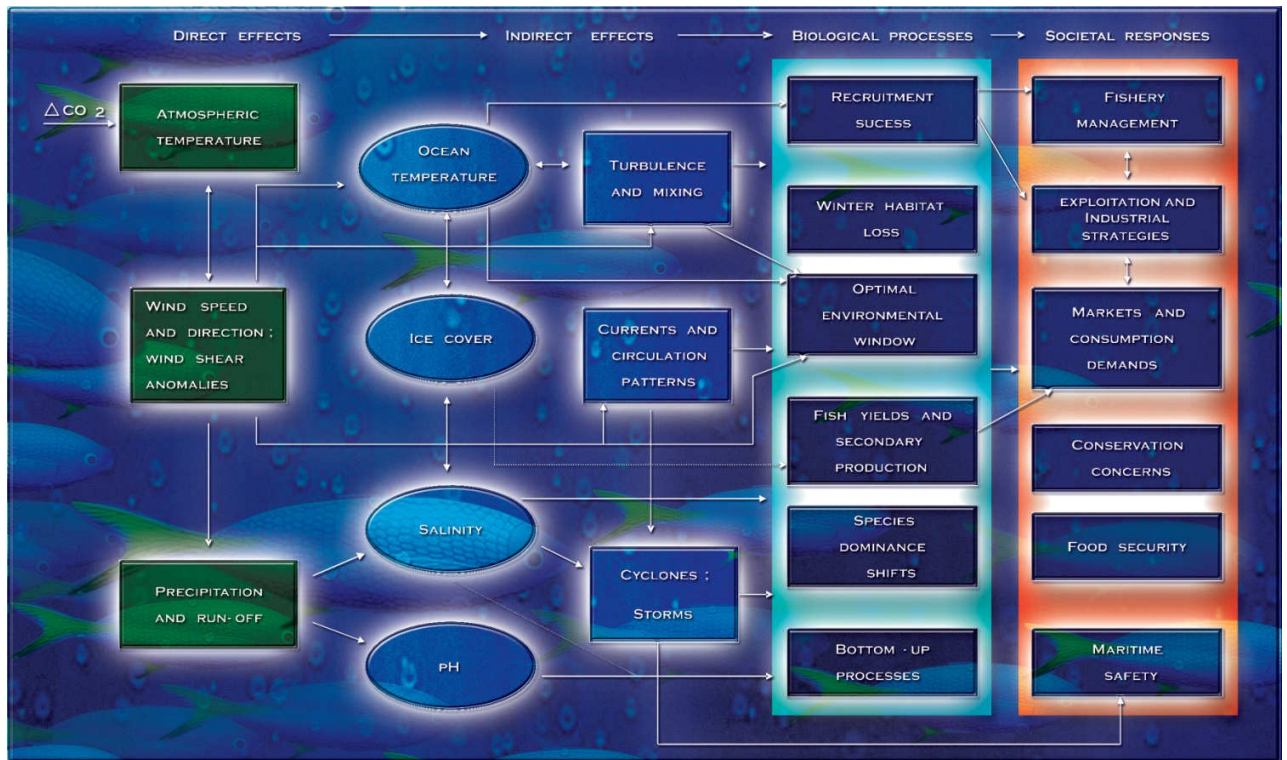 DIRECT EFFECTS
INDIRECT EFFECTS
BIOLOGICAL PROCESSES
SOCIETAL RESPONSES
△CO 2
ATMOSPHERIC
TEMPERATURE
WIND SPEED
AND DIRECTION;
WIND SHEAR
ANOMALIES
PRECIPITATION
AND RUN-OFF
OCEAN
TEMPERATURE
ICE COVER
SALINITY
pH
TURBULENCE
AND MIXING
CURRENTS AND
CIRCULATION
PATTERNS
CYCLONES;
STORMS
RECRUITMENT
SUCESS
WINTER HABITAT
LOSS
OPTIMAL
ENVIRONMENTAL
WINDOW
FISH YIELDS AND
SECONDARY
PRODUCTION
SPECIES
DOMINANCE
SHIFTS
BOTTOM-UP
PROCESSES
FISHERY
MANAGEMENT
EXPLOITATION AND
INDUSTRIAL
STRATEGIES
MARKETS AND
CONSUMPTION
DEMANDS
CONSERVATION
CONCERNS
FOOD SECURITY
MARITIME
SAFETY